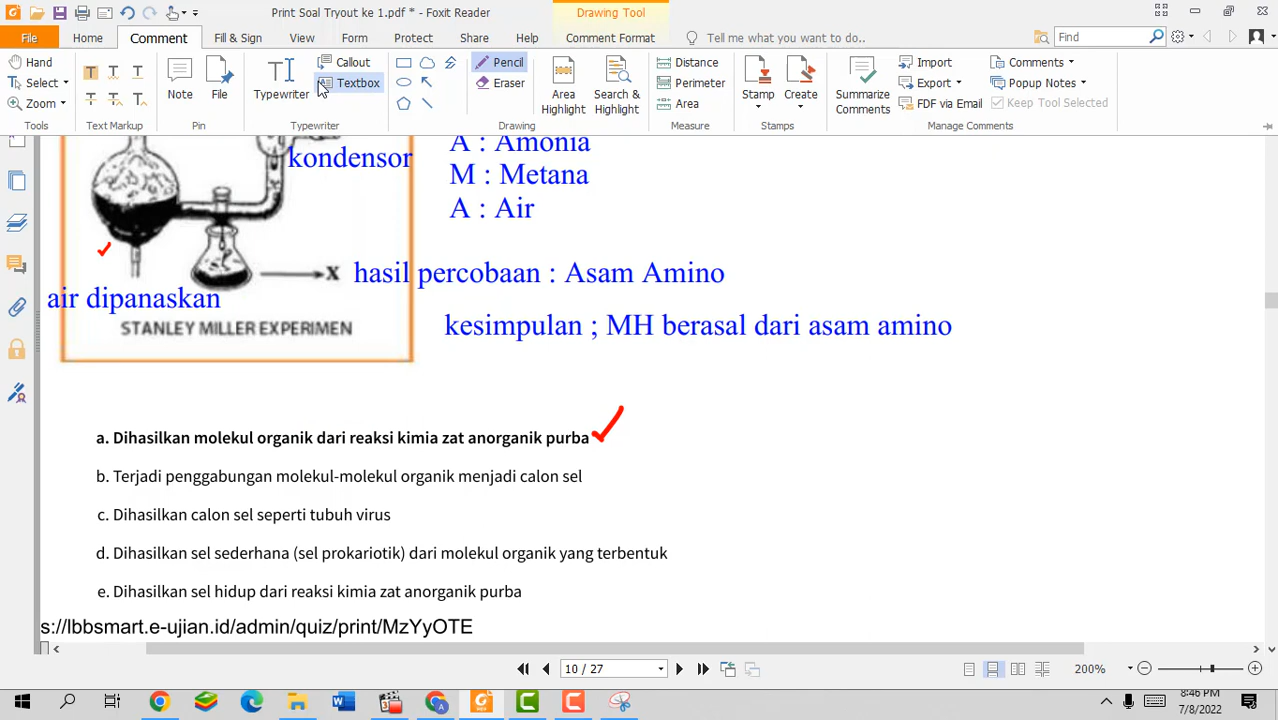 Print Soal Tryout ke 1.pdf * - Foxit Reader
Drawing Tool
File
Home
Comment
Fill & Sign
View
Form
Protect
Share
Help
Comment Format
Tell me what you want to do..
Find
Hand
Select
Zoom
Tools
Text Markup
Note
File
Pin
Typewriter
Callout
Textbox
Typewriter
Pencil
Eraser
Area Highlight
Search & Highlight
Drawing
Distance
Perimeter
Area
Measure
Stamp
Create
Stamps
Summarize Comments
Import
Export
FDF via Email
Comments
Popup Notes
Keep Tool Selected
Manage Comments
kondensor
A : Amonia
M : Metana
A : Air
X
hasil percobaan : Asam Amino
air dipanaskan
STANLEY MILLER EXPERIMEN
kesimpulan ; MH berasal dari asam amino
a. Dihasilkan molekul organik dari reaksi kimia zat anorganik purba
b. Terjadi penggabungan molekul-molekul organik menjadi calon sel
c. Dihasilkan calon sel seperti tubuh virus
d. Dihasilkan sel sederhana (sel prokariotik) dari molekul organik yang terbentuk
e. Dihasilkan sel hidup dari reaksi kimia zat anorganik purba
s://lbbsmart.e-ujian.id/admin/quiz/print/MzYyOTE
10 / 27
200%
8:46 PM
7/8/2022